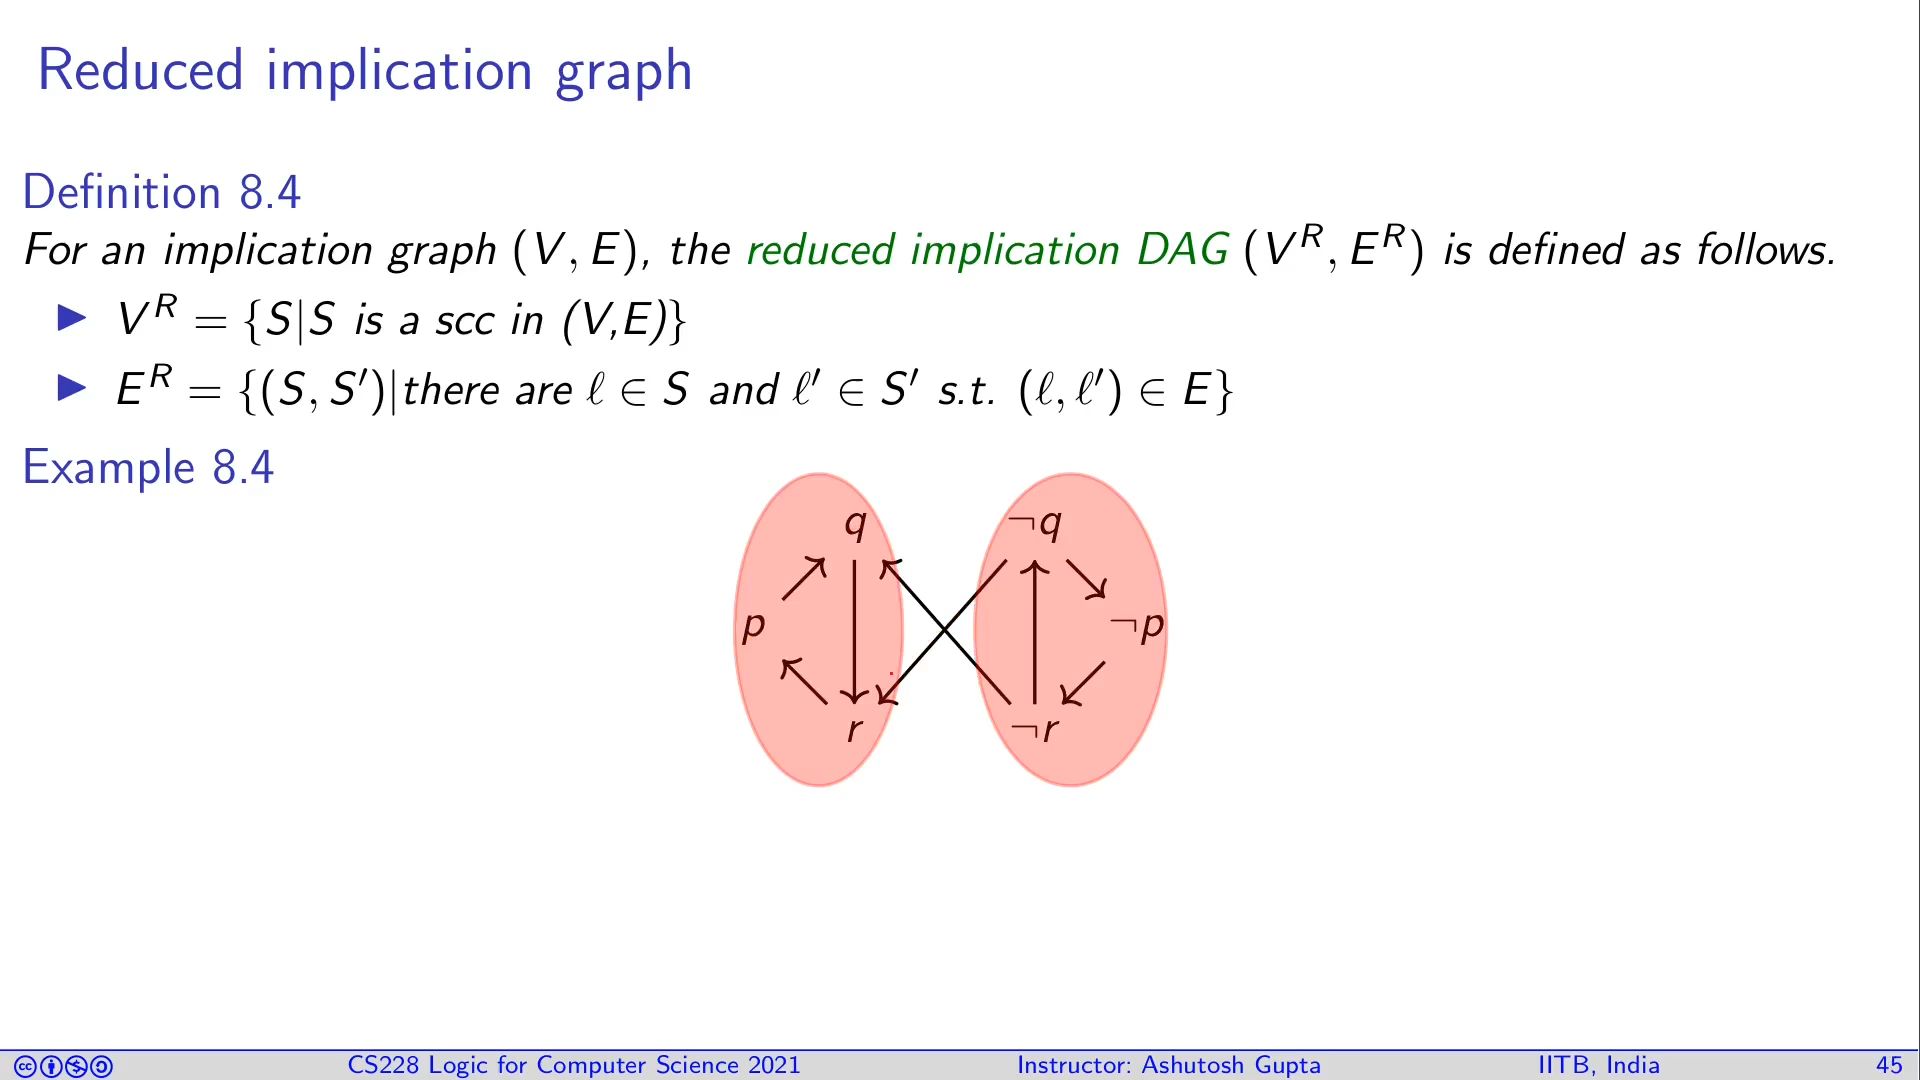 Reduced implication graph
Definition 8.4
For an implication graph (V, E), the reduced implication DAG (V^R, E^R) is defined as follows.
▶ V^R = {S|S is a scc in (V,E)}
▶ E^R = {(S, S′)|there are ℓ ∈ S and ℓ′ ∈ S′ s.t. (ℓ, ℓ′) ∈ E}
Example 8.4
q ¬q
p ¬p
r ¬r
CS228 Logic for Computer Science 2021 Instructor: Ashutosh Gupta IITB, India 45